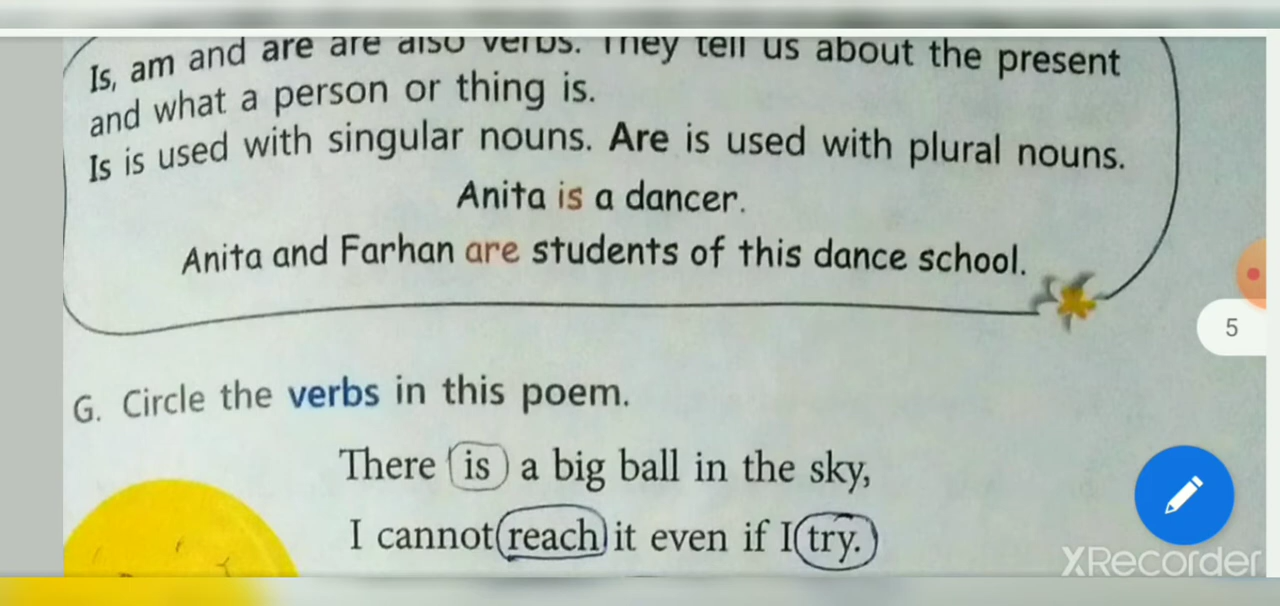 Is, am and are are also verbs. They tell us about the present
and what a person or thing is.
Is is used with singular nouns. Are is used with plural nouns.
Anita is a dancer.
Anita and Farhan are students of this dance school.
5
G. Circle the verbs in this poem.
There is a big ball in the sky,
I cannot reach it even if I try.
XRecorder